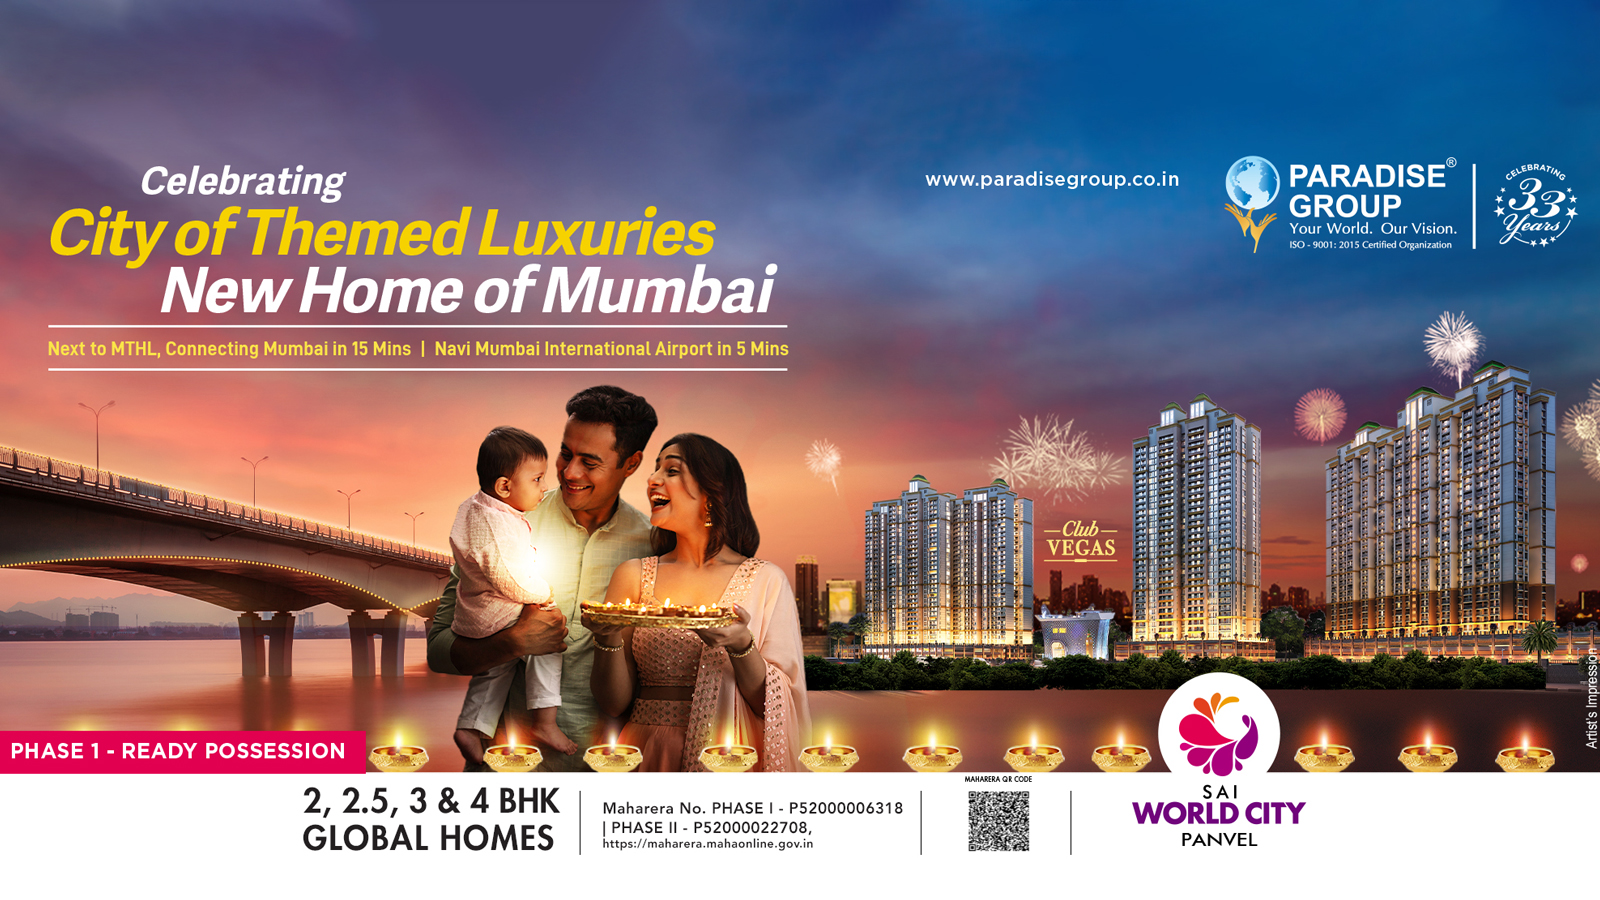 Celebrating
City of Themed Luxuries
New Home of Mumbai
Next to MTHL, Connecting Mumbai in 15 Mins | Navi Mumbai International Airport in 5 Mins
www.paradisegroup.co.in
PARADISE®
GROUP
Your World. Our Vision.
ISO - 9001: 2015 Certified Organization
CELEBRATING
33
Years
Club
VEGAS
Artist's Impression
PHASE 1 - READY POSSESSION
2, 2.5, 3 & 4 BHK
GLOBAL HOMES
Maharera No. PHASE I - P52000006318
| PHASE II - P52000022708,
https://maharera.mahaonline.gov.in
MAHARERA QR CODE
SAI
WORLD CITY
PANVEL